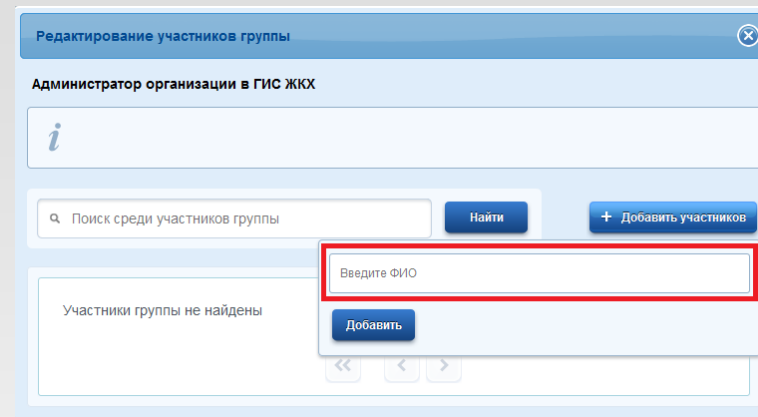 Редактирование участников группы
Администратор организации в ГИС ЖКХ
i
Поиск среди участников группы
Найти
+ Добавить участников
Введите ФИО
Участники группы не найдены
Добавить